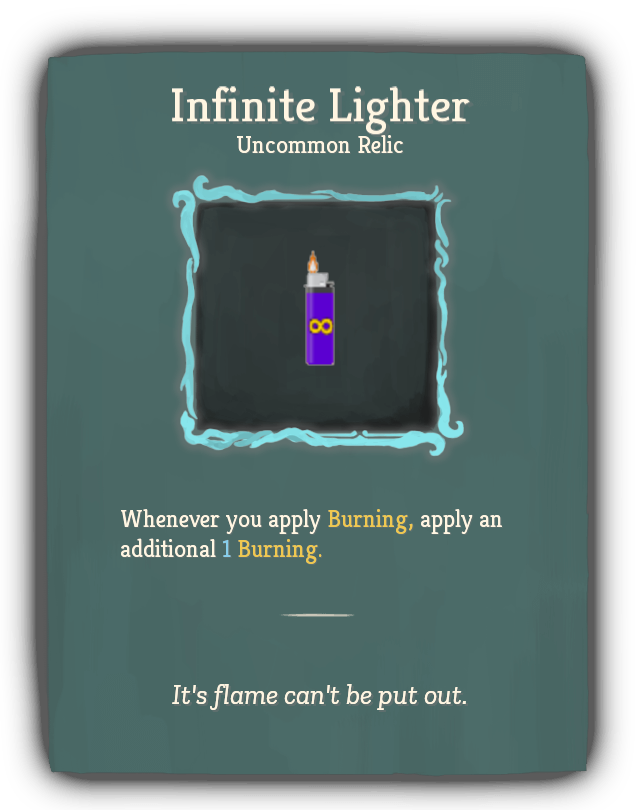 Infinite Lighter
Uncommon Relic
∞
Whenever you apply Burning, apply an
additional 1 Burning.
It's flame can't be put out.